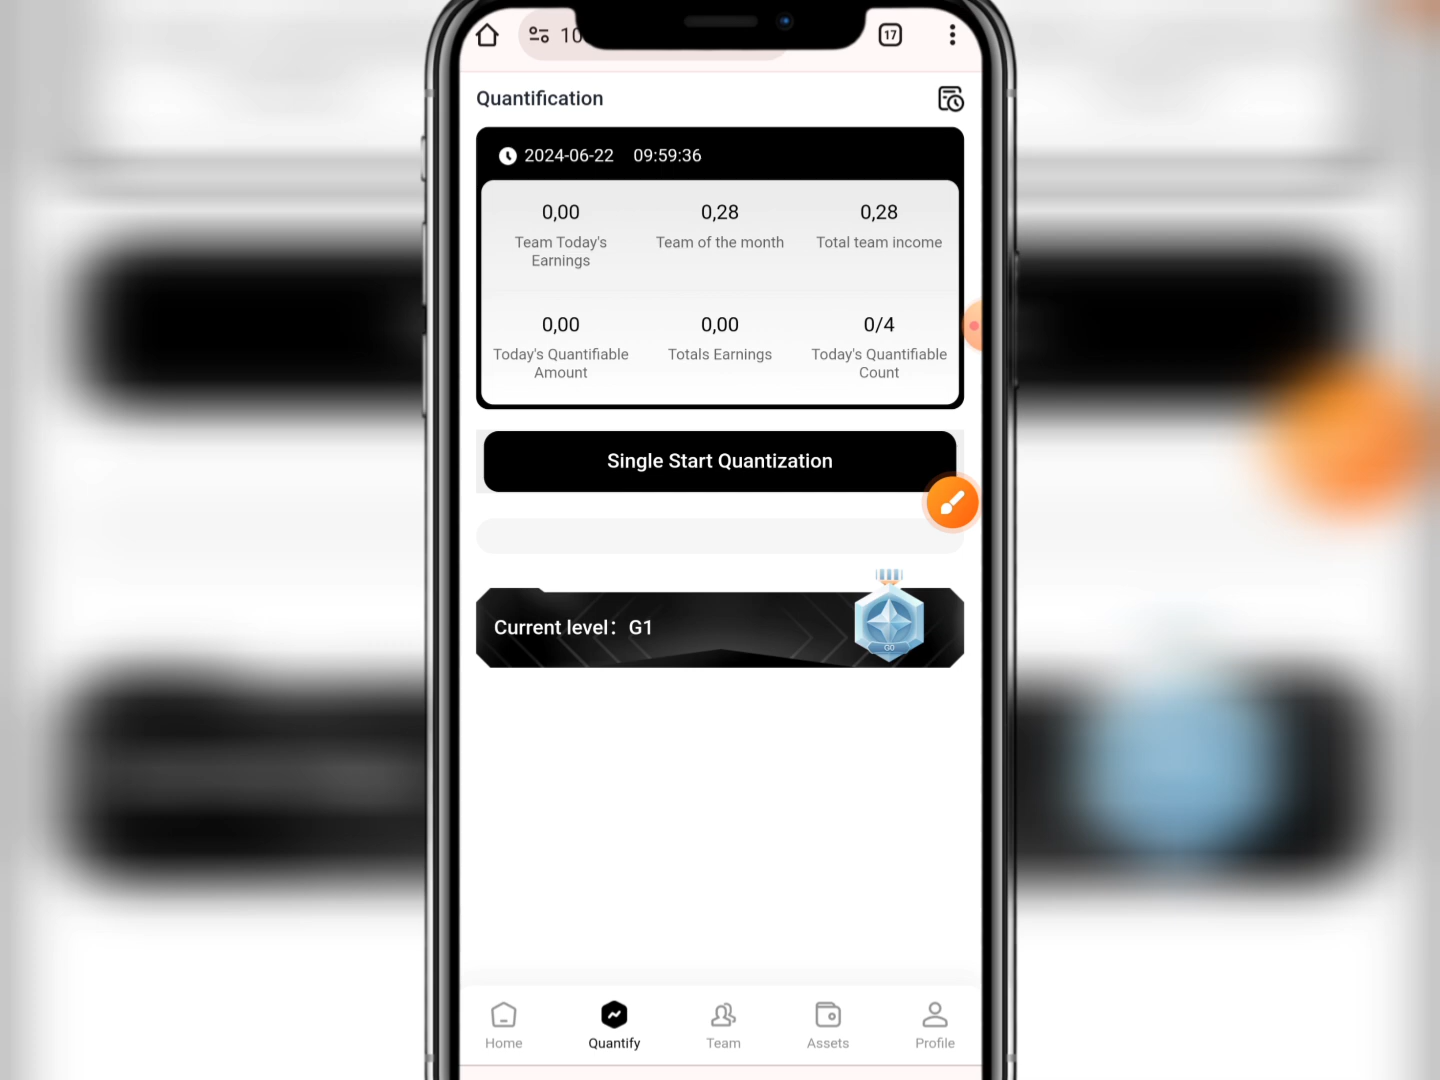 10
17
Quantification
2024-06-22 09:59:36
0,00 0,28 0,28
Team Today's Team of the month Total team income
Earnings
0,00 0,00 0/4
Today's Quantifiable Totals Earnings Today's Quantifiable
Amount Count
Single Start Quantization
Current level：G1
G0
Home Quantify Team Assets Profile